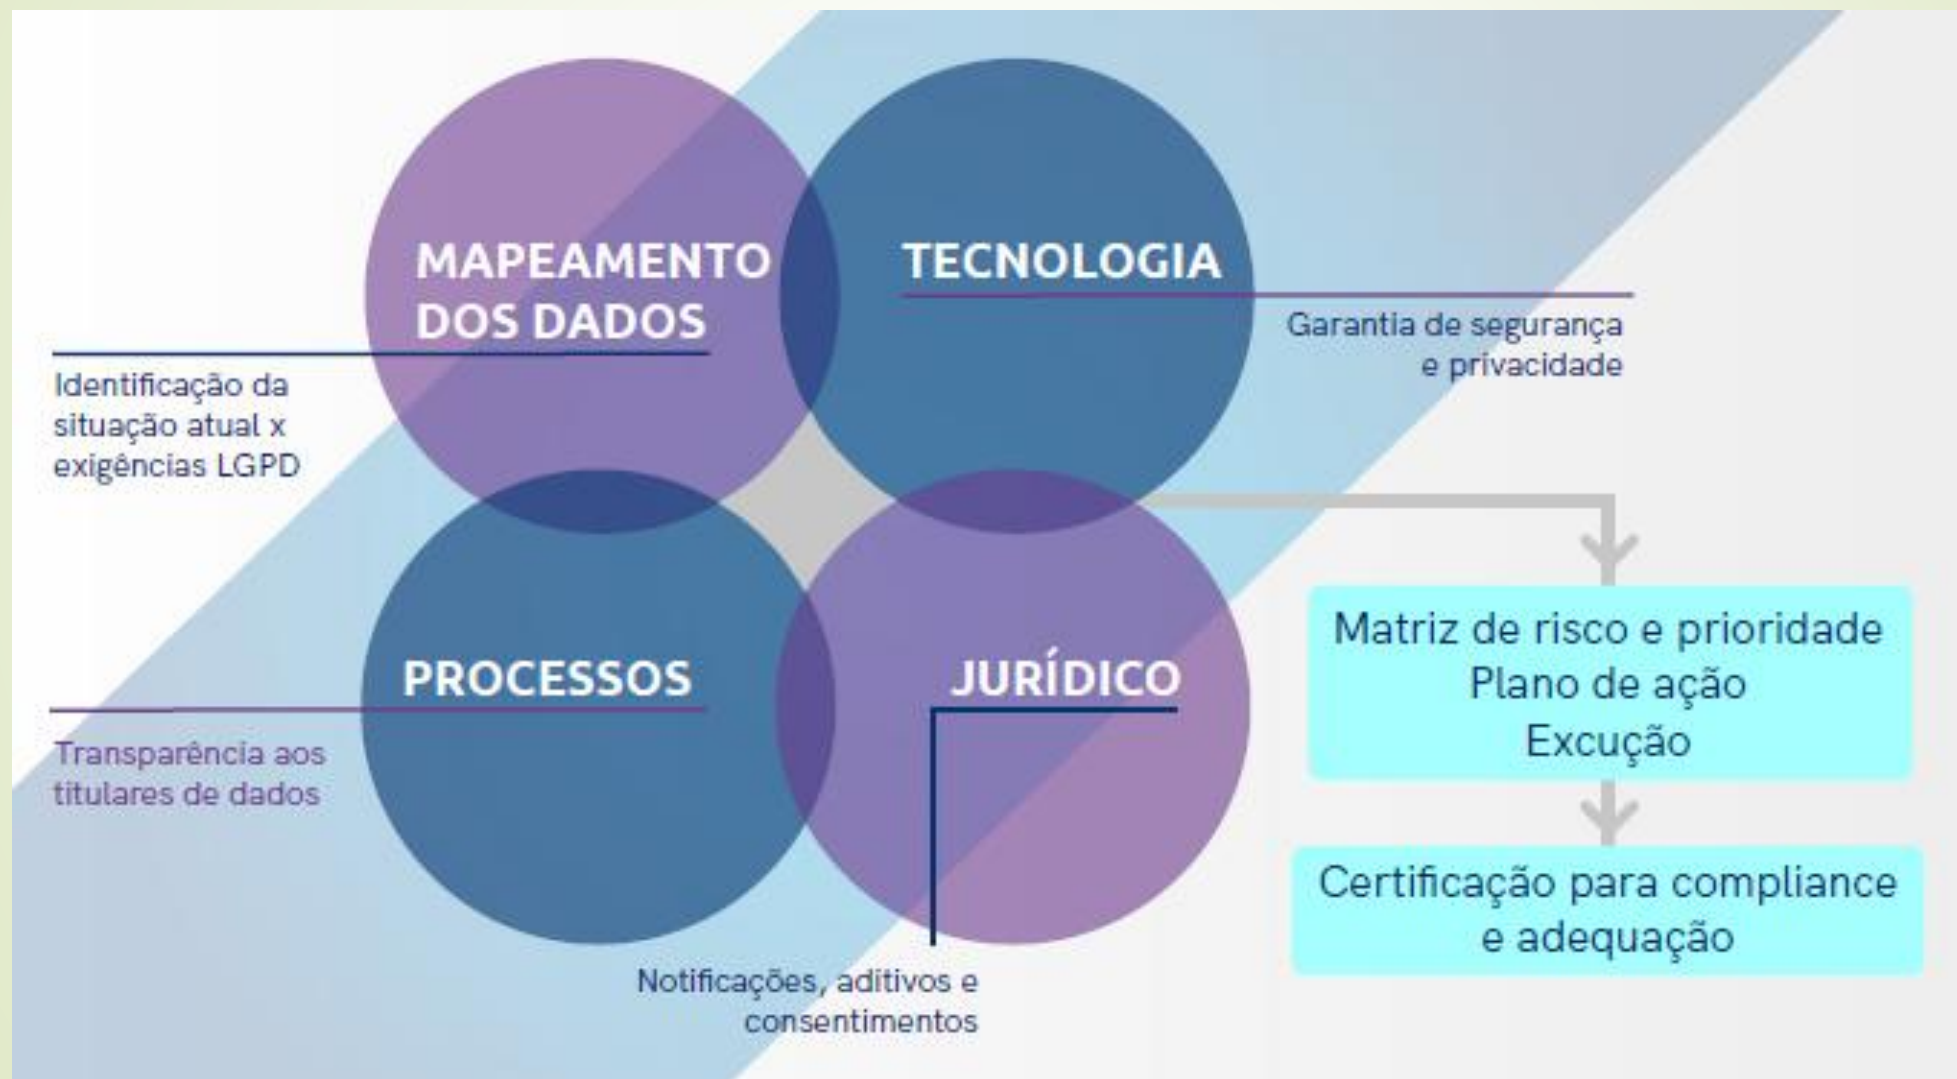 MAPEAMENTO
DOS DADOS
Identificação da
situação atual x
exigências LGPD
TECNOLOGIA
Garantia de segurança
e privacidade
PROCESSOS
Transparência aos
titulares de dados
JURÍDICO
Notificações, aditivos e
consentimentos
Matriz de risco e prioridade
Plano de ação
Excução
Certificação para compliance
e adequação